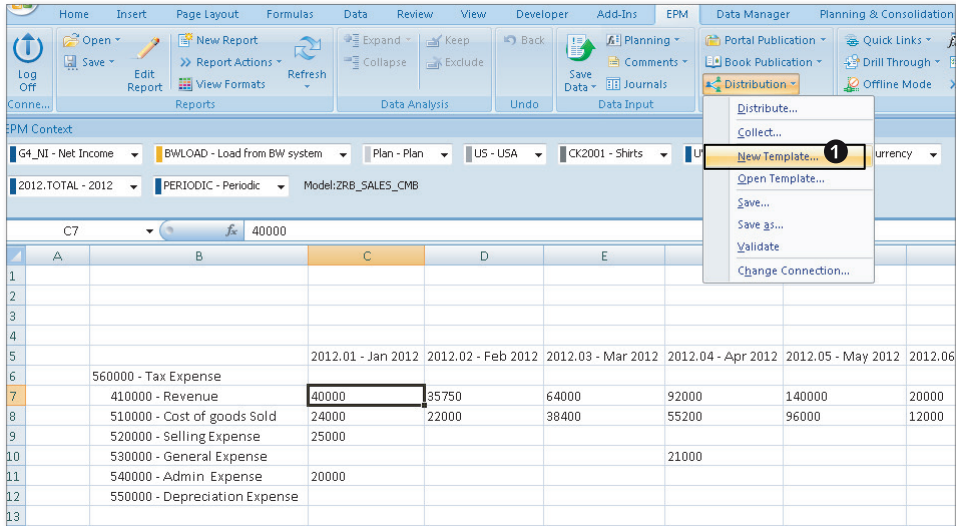 Home Insert Page Layout Formulas Data Review View Developer Add-Ins EPM Data Manager Planning & Consolidation
Open New Report Expand Keep Back Planning Portal Publication Quick Links
Save Report Actions Collapse Exclude Comments Book Publication Drill Through
Log Off Edit Report View Formats Refresh Save Data Journals Distribution Offline Mode
Conne... Reports Data Analysis Undo Data Input
Distribute...
Collect...
New Template... 1
Open Template...
Save...
Save as...
Validate
Change Connection...
EPM Context
G4_NI - Net Income BWLOAD - Load from BW system Plan - Plan US - USA CK2001 - Shirts urrency
2012.TOTAL - 2012 PERIODIC - Periodic Model:ZRB_SALES_CMB
C7 fx 40000
A B C D E
1
2
3
4
5 2012.01 - Jan 2012 2012.02 - Feb 2012 2012.03 - Mar 2012 2012.04 - Apr 2012 2012.05 - May 2012 2012.06
6 560000 - Tax Expense
7 410000 - Revenue 40000 35750 64000 92000 140000 20000
8 510000 - Cost of goods Sold 24000 22000 38400 55200 96000 12000
9 520000 - Selling Expense 25000
10 530000 - General Expense 21000
11 540000 - Admin Expense 20000
12 550000 - Depreciation Expense
13